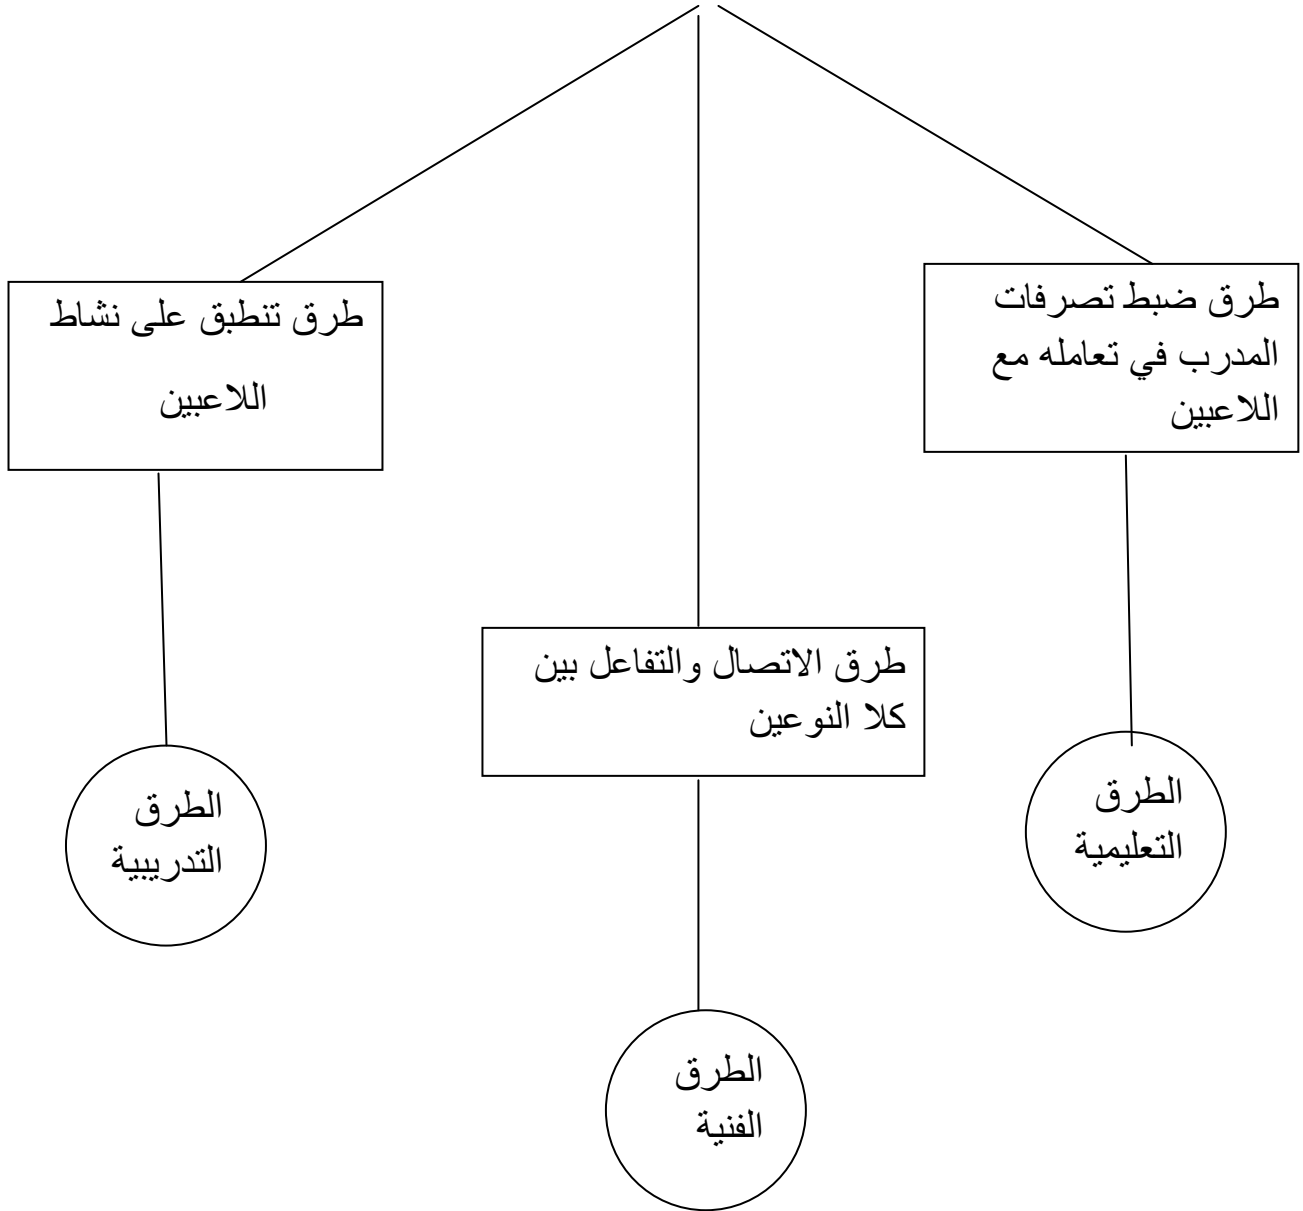 طرق ضبط تصرفات
المدرب في تعامله مع
اللاعبين
طرق تنطبق على نشاط
اللاعبين
طرق الاتصال والتفاعل بين
كلا النوعين
الطرق
التعليمية
الطرق
التدريبية
الطرق
الفنية